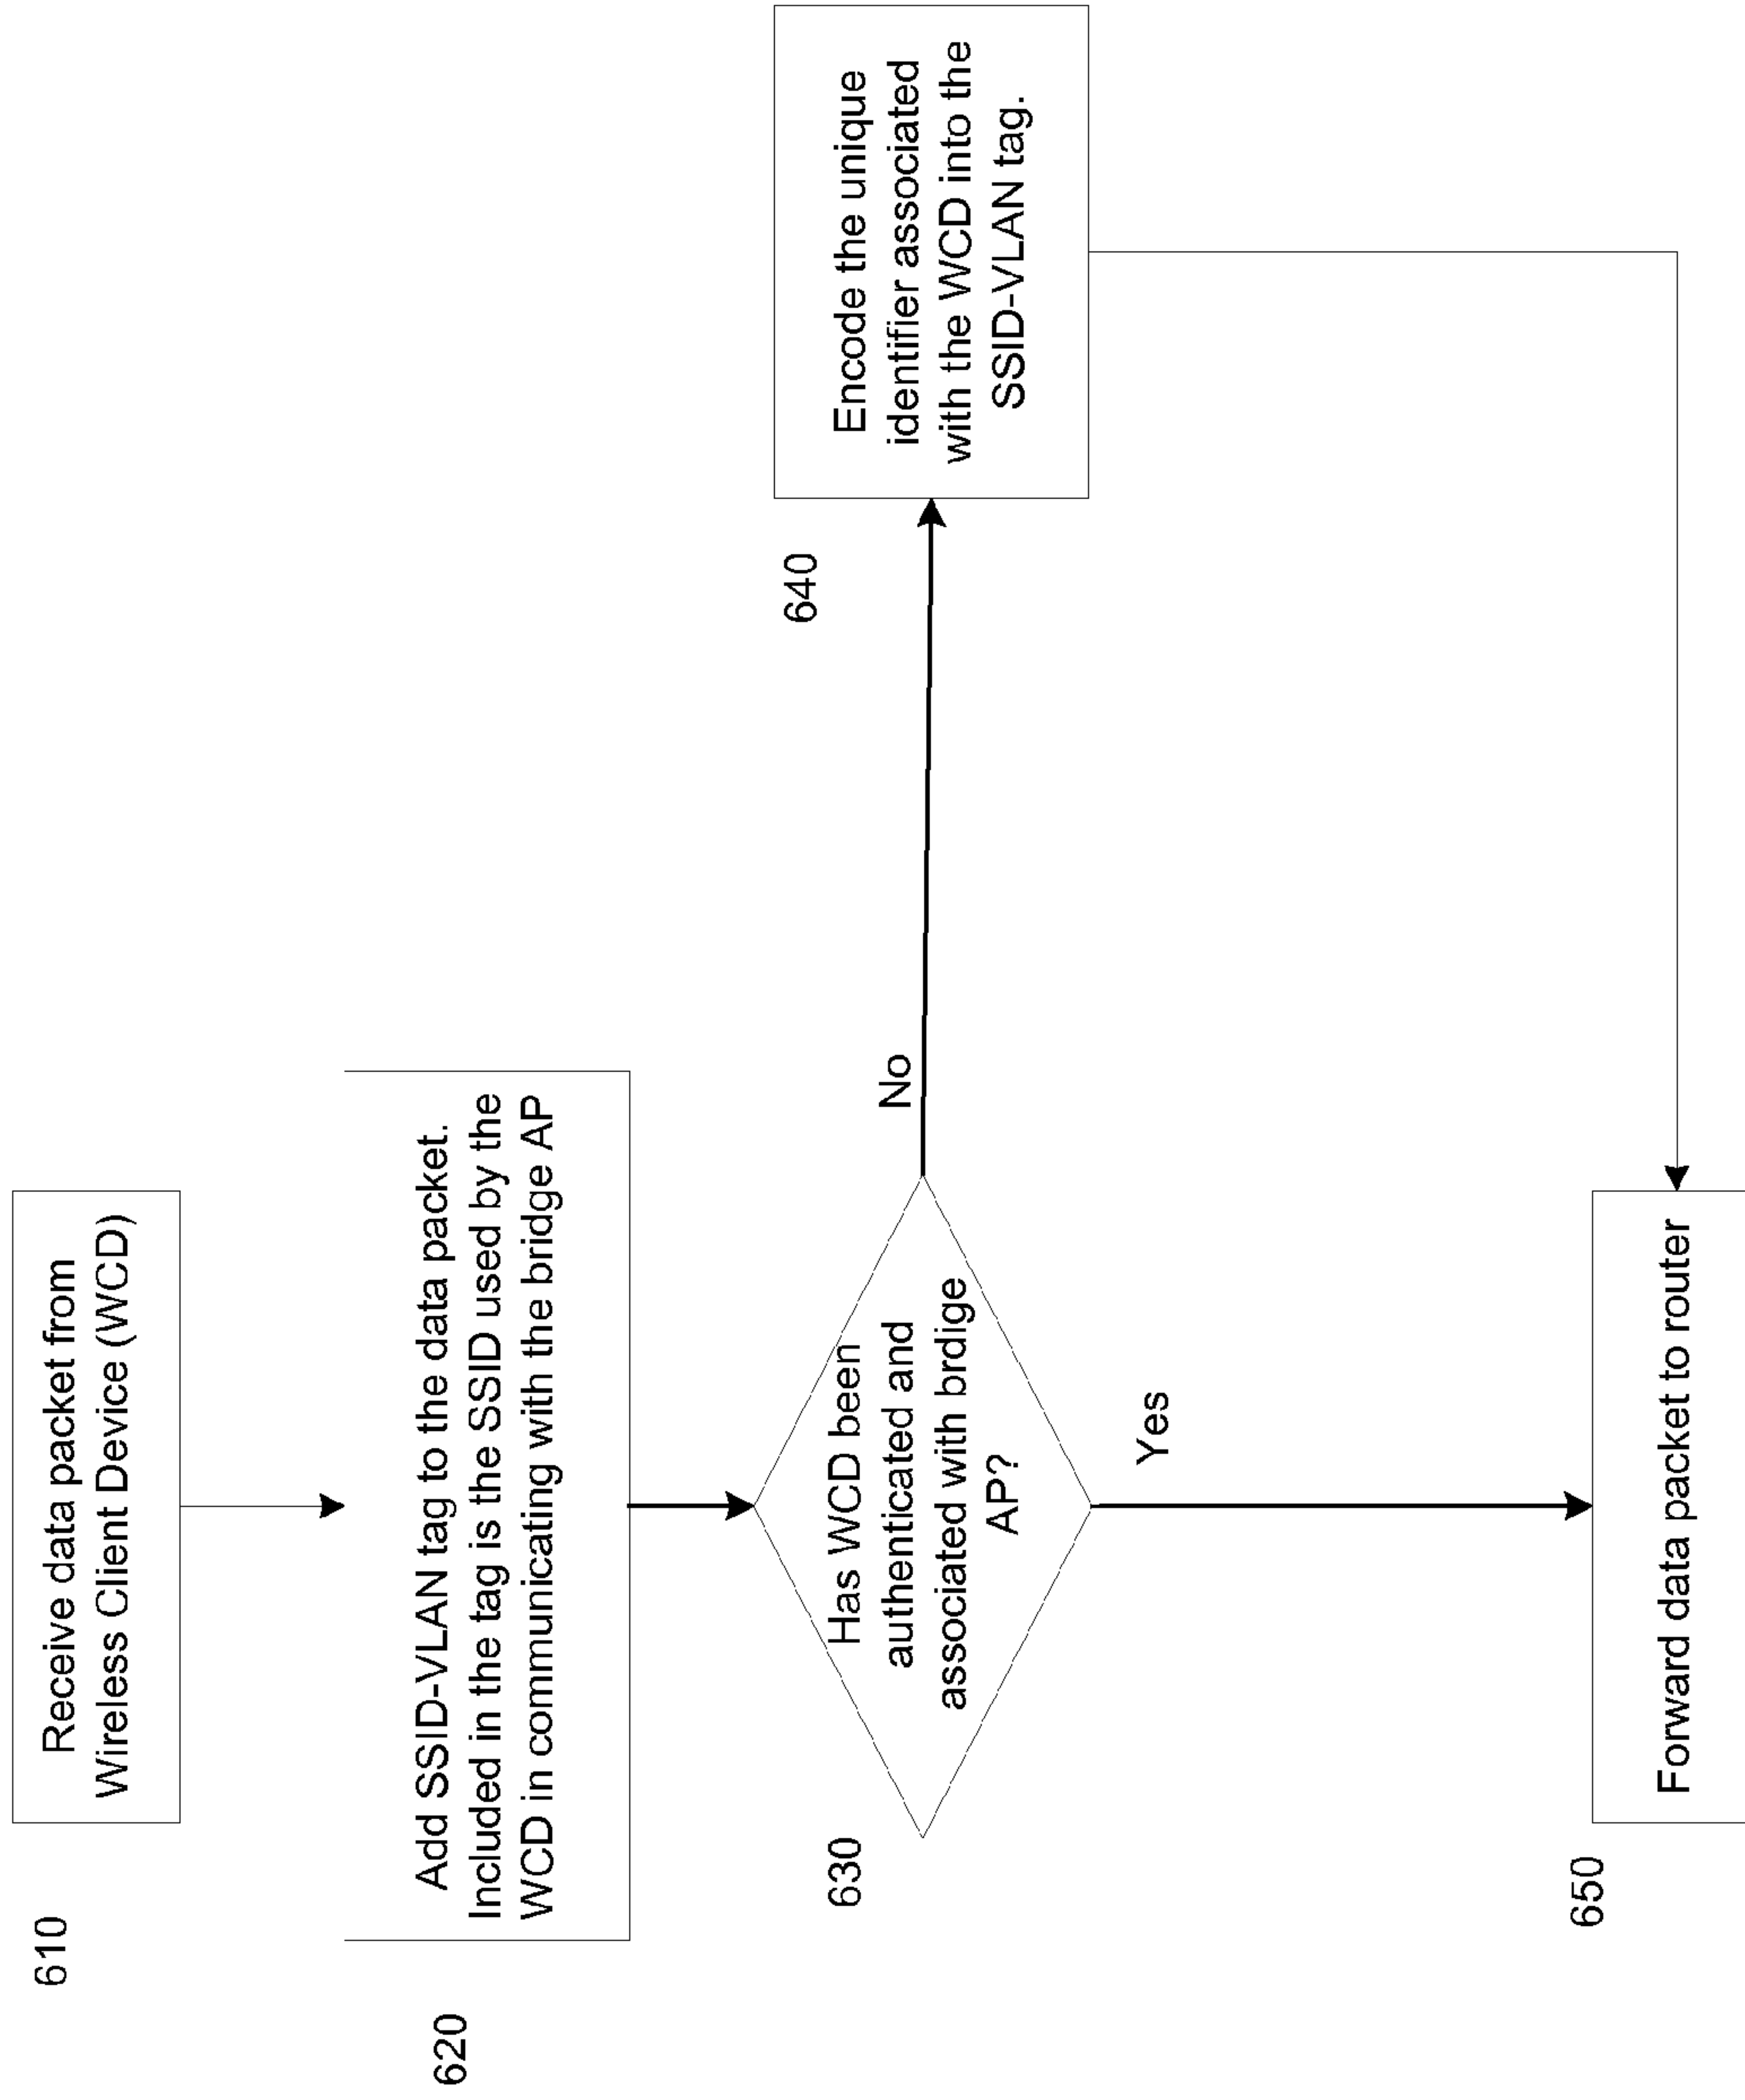 610
Receive data packet from
Wireless Client Device (WCD)
620
Add SSID-VLAN tag to the data packet.
Included in the tag is the SSID used by the
WCD in communicating with the bridge AP
630
Has WCD been
authenticated and
associated with brdige
AP?
No
640
Encode the unique
identifier associated
with the WCD into the
SSID-VLAN tag.
Yes
650
Forward data packet to router